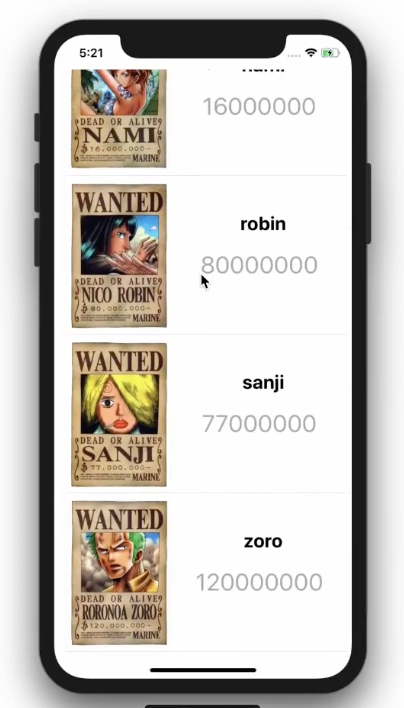 5:21
16000000
DEAD OR ALIVE
NAMI
16.000.000-
MARINE
WANTED
robin
80000000
DEAD OR ALIVE
NICO ROBIN
80.000.000-
MARINE
WANTED
sanji
77000000
DEAD OR ALIVE
SANJI
77.000.000-
MARINE
WANTED
zoro
120000000
DEAD OR ALIVE
RORONOA ZORO
120.000.000-
MARINE